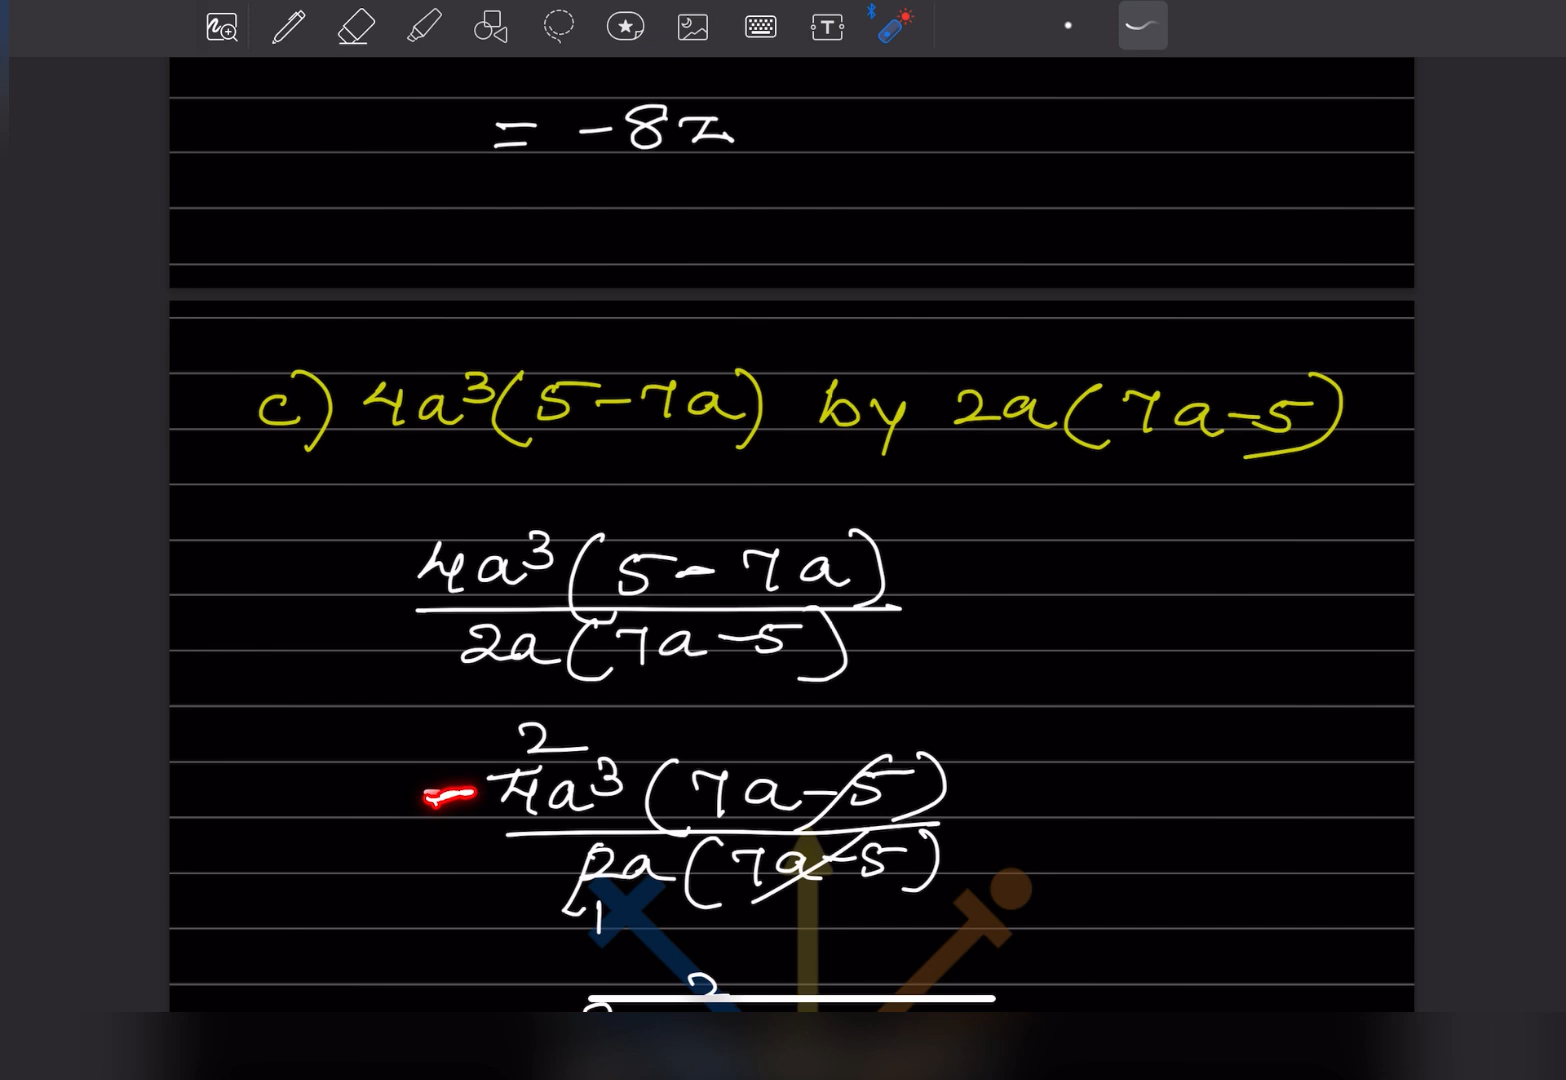 = -8z
c) 4a³(5-7a) by 2a(7a-5)
4a³(5-7a)
2a(7a-5)
2
-4a³(7a-5)
2a(7a-5)
1
2